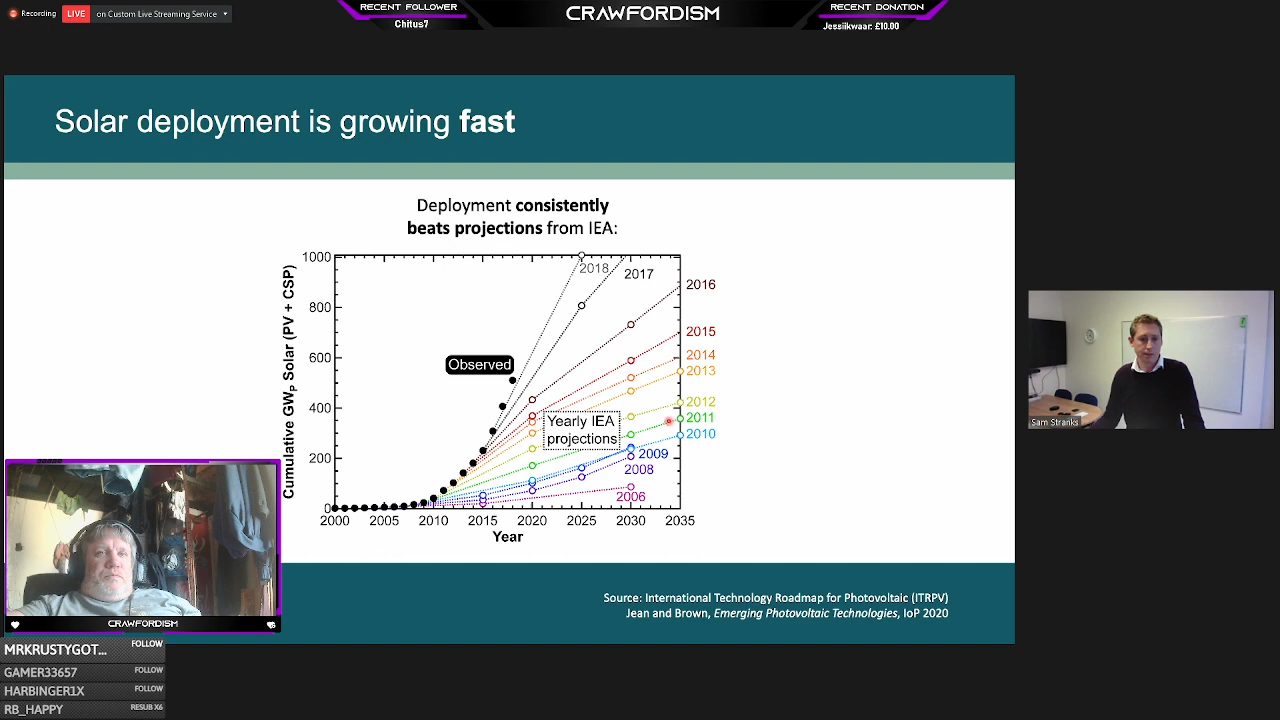 Recording
LIVE
on Custom Live Streaming Service
RECENT FOLLOWER
Chitus7
CRAWFORDISM
RECENT DONATION
Jessiikwaar: £10.00
Solar deployment is growing fast
Deployment consistently
beats projections from IEA:
Cumulative GWP Solar (PV + CSP)
1000
800
600
400
200
0
2000
2005
2010
2015
2020
2025
2030
2035
Year
Observed
Yearly IEA
projections
2018
2017
2016
2015
2014
2013
2012
2011
2010
2009
2008
2006
Source: International Technology Roadmap for Photovoltaic (ITRPV)
Jean and Brown, Emerging Photovoltaic Technologies, IoP 2020
Sam Stranks
CRAWFORDISM
MRKRUSTYGOT... FOLLOW
GAMER33657 FOLLOW
HARBINGER1X FOLLOW
RB_HAPPY RESUB X6